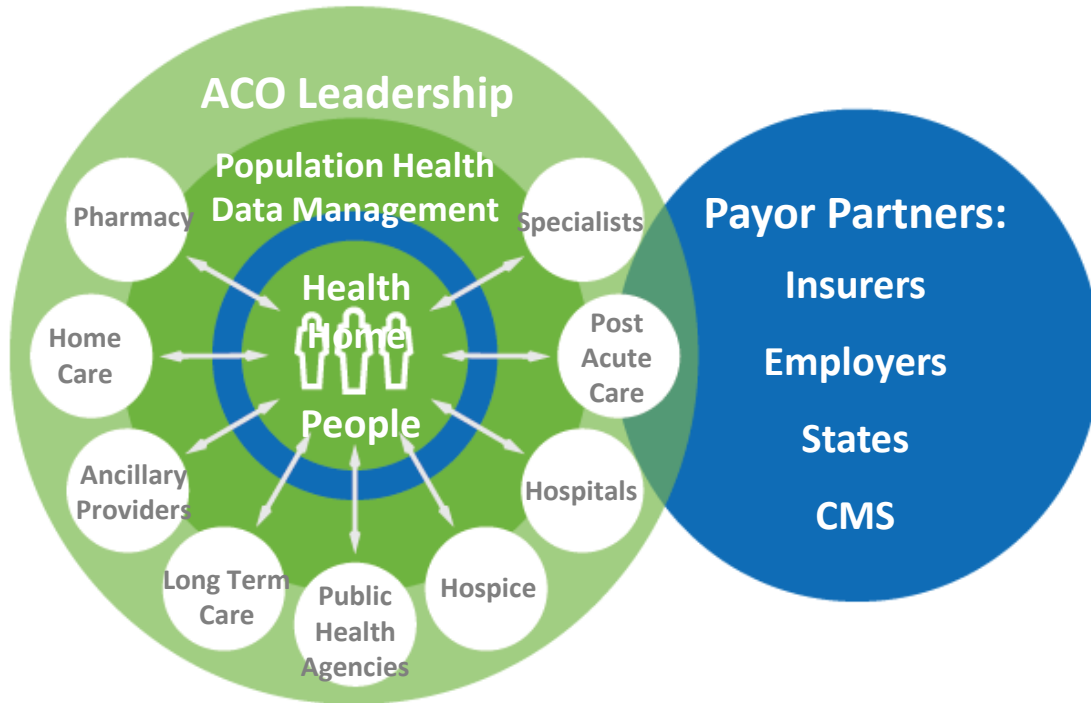 ACO Leadership
Population Health
Data Management
Pharmacy
Specialists
Health
Home
People
Home
Care
Post
Acute
Care
Ancillary
Providers
Hospitals
Long Term
Care
Public
Health
Agencies
Hospice
Payor Partners:
Insurers
Employers
States
CMS